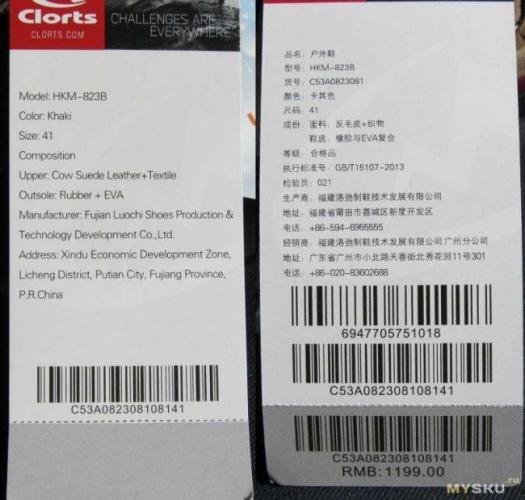 Clorts
CLORTS.COM
CHALLENGES ARE
EVERYWHERE
Model: HKM-823B
Color: Khaki
Size: 41
Composition
Upper: Cow Suede Leather+Textile
Outsole: Rubber + EVA
Manufacturer: Fujian Luochi Shoes Production &
Technology Development Co.,Ltd.
Address: Xindu Economic Development Zone,
Licheng District, Putian City, Fujiang Province,
P.R.China
C53A082308108141
品名: 户外鞋
型号: HKM-823B
货号: C53A0823081
颜色: 卡其色
尺码: 41
成份: 面料: 反毛皮+织物
鞋皮: 橡胶与EVA复合
等级: 合格品
执行标准号: GB/T15107-2013
检验员: 021
生产商: 福建洛弛制鞋技术发展有限公司
地址: 福建省莆田市荔城区新度开发区
电话: +86-594-6955555
经销商: 福建洛弛制鞋技术发展有限公司广州分公司
地址: 广东省广州市小北路天香街北秀花园11号301
电话: +86-020-83602688
6947705751018
C53A082308108141
C53A082308108141
RMB: 1199.00
MYSKU.ru